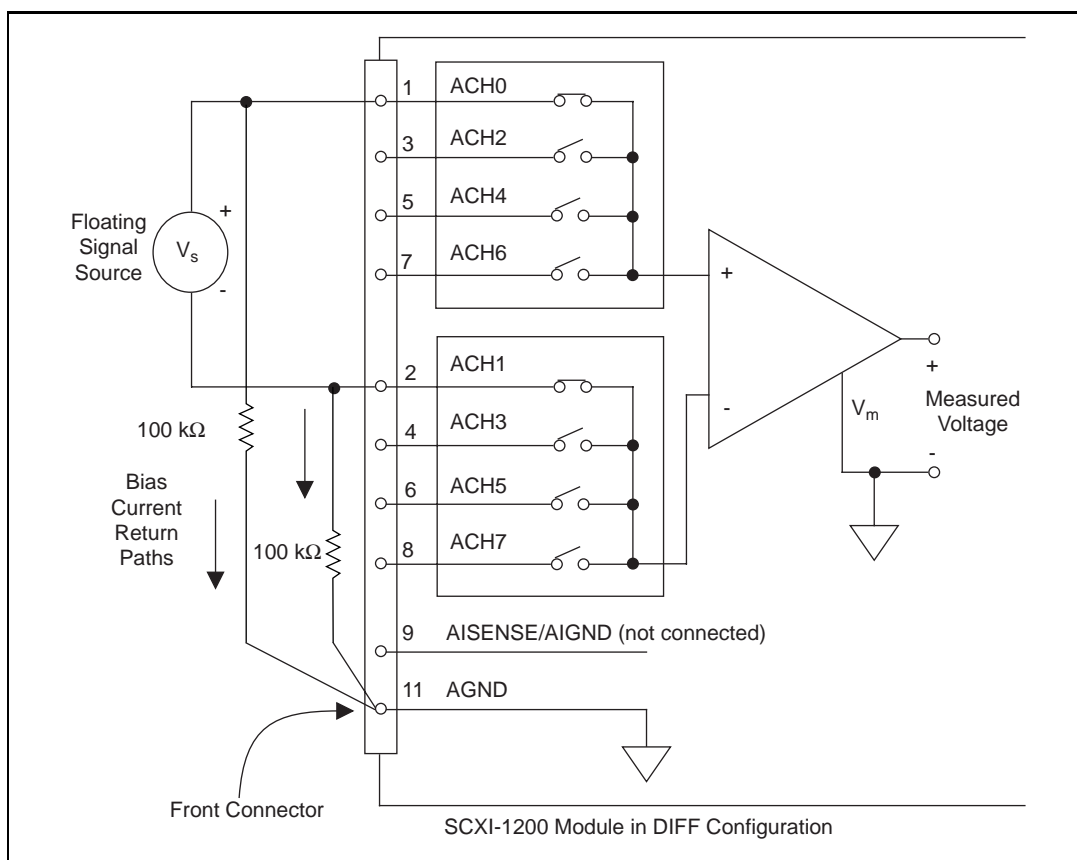 1 ACH0
3 ACH2
5 ACH4
7 ACH6
Floating
Signal
Source
+
Vs
-
+
-
2 ACH1
4 ACH3
6 ACH5
8 ACH7
+
Vm
Measured
Voltage
-
100 kΩ
Bias
Current
Return
Paths
100 kΩ
9 AISENSE/AIGND (not connected)
11 AGND
Front Connector
SCXI-1200 Module in DIFF Configuration